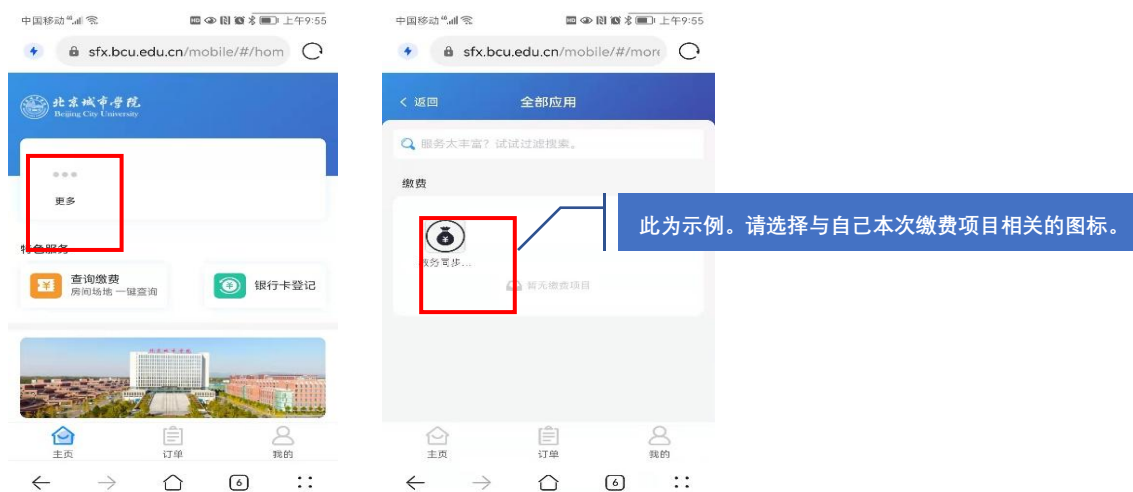 中国移动 上午9:55
sfx.bcu.edu.cn/mobile/#/hom
北京城市学院
Beijing City University
更多
特色服务
查询缴费
房间场地 一键查询
银行卡登记
主页 订单 我的
6
中国移动 上午9:55
sfx.bcu.edu.cn/mobile/#/more
返回 全部应用
服务太丰富？试试过滤搜索。
缴费
教务同步...
暂无缴费项目
主页 订单 我的
6
此为示例。请选择与自己本次缴费项目相关的图标。